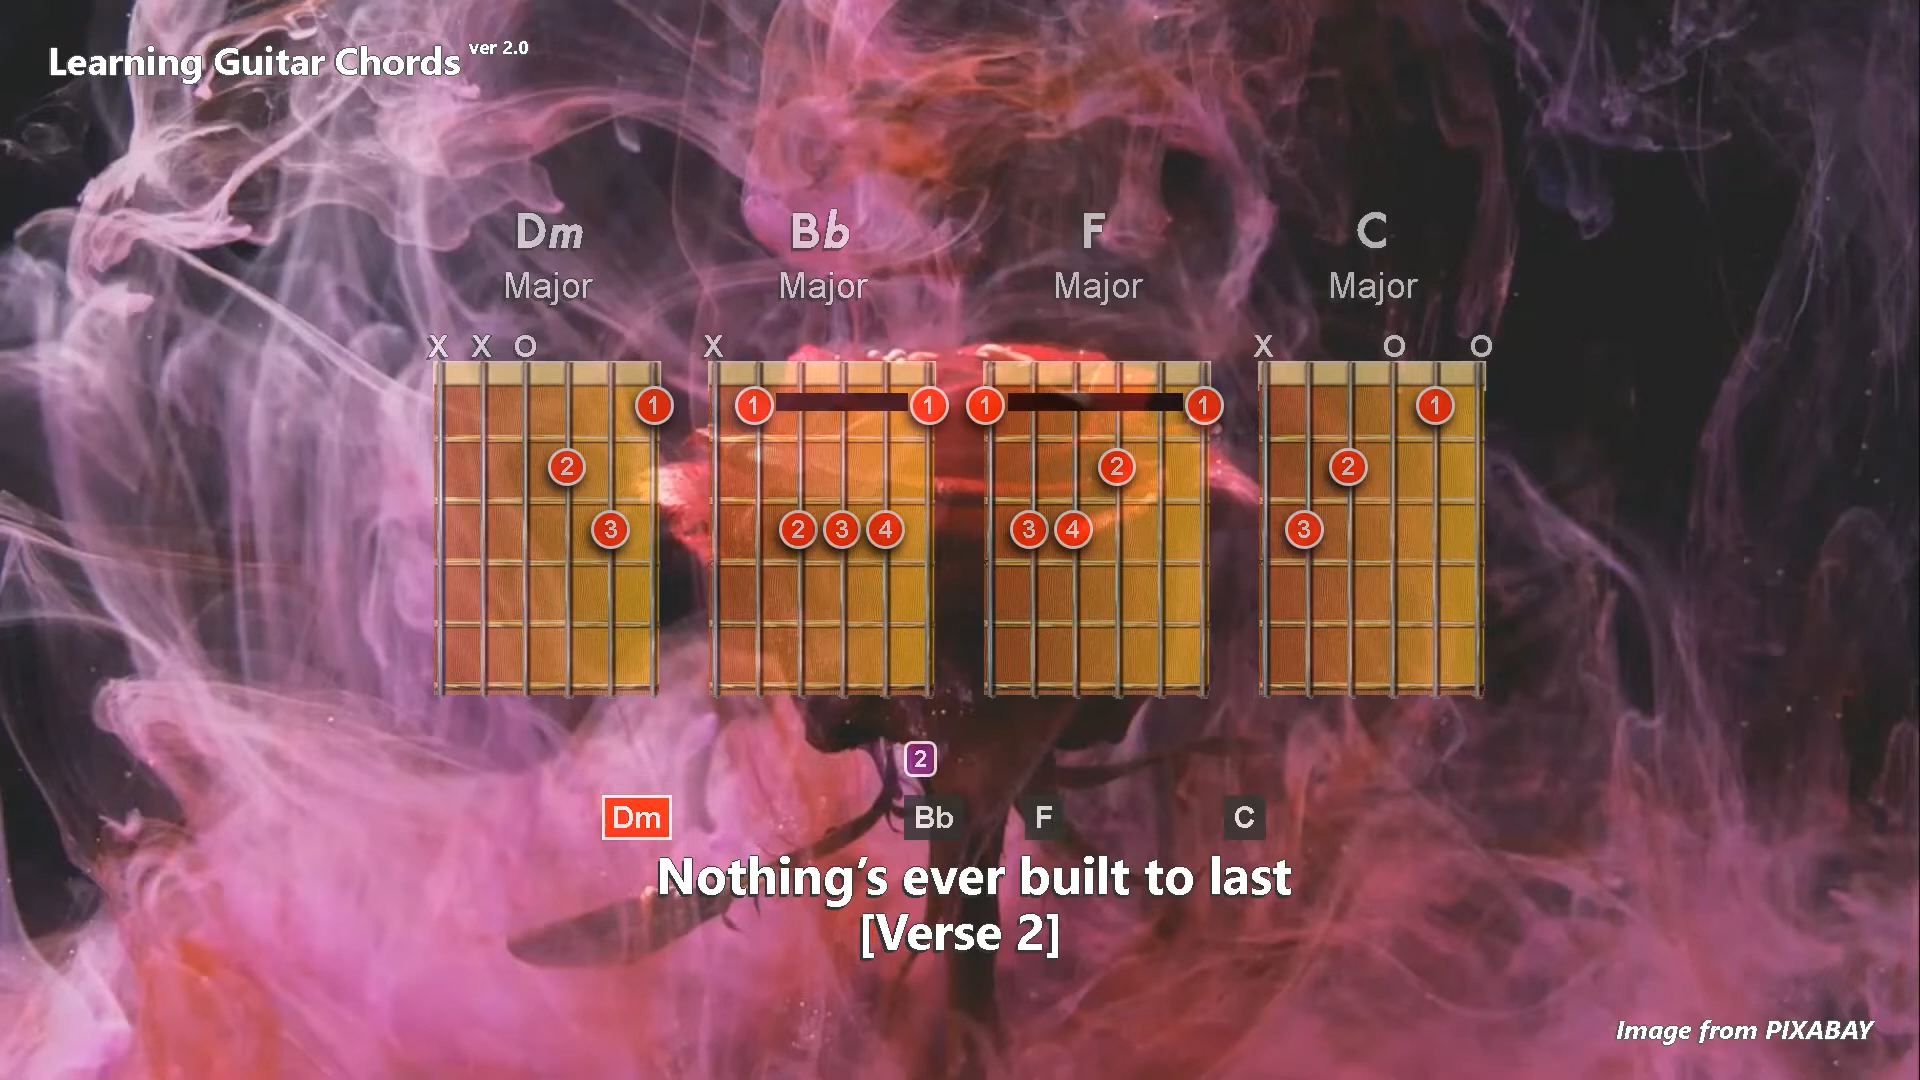 Learning Guitar Chords ver 2.0
Dm Bb F C
Major Major Major Major
X X O X X O O
1 1 1 1 1 1
2 2 2
3 2 3 4 3 4 3
2
Dm Bb F C
Nothing’s ever built to last
[Verse 2]
Image from PIXABAY